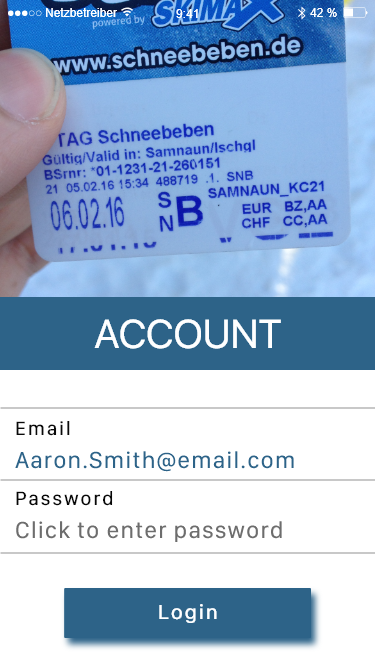 Netzbetreiber 9:41 42 %
powered by SKIMAX
www.schneebeben.de
TAG Schneebeben
Gültig/Valid in: Samnaun/Ischgl
BSrnr: *01-1231-21-260151
21 05.02.16 15:34 488719 .1. SNB
SAMNAUN_KC21
06.02.16 S N B
EUR BZ,AA
CHF CC,AA
ACCOUNT
Email
Aaron.Smith@email.com
Password
Click to enter password
Login